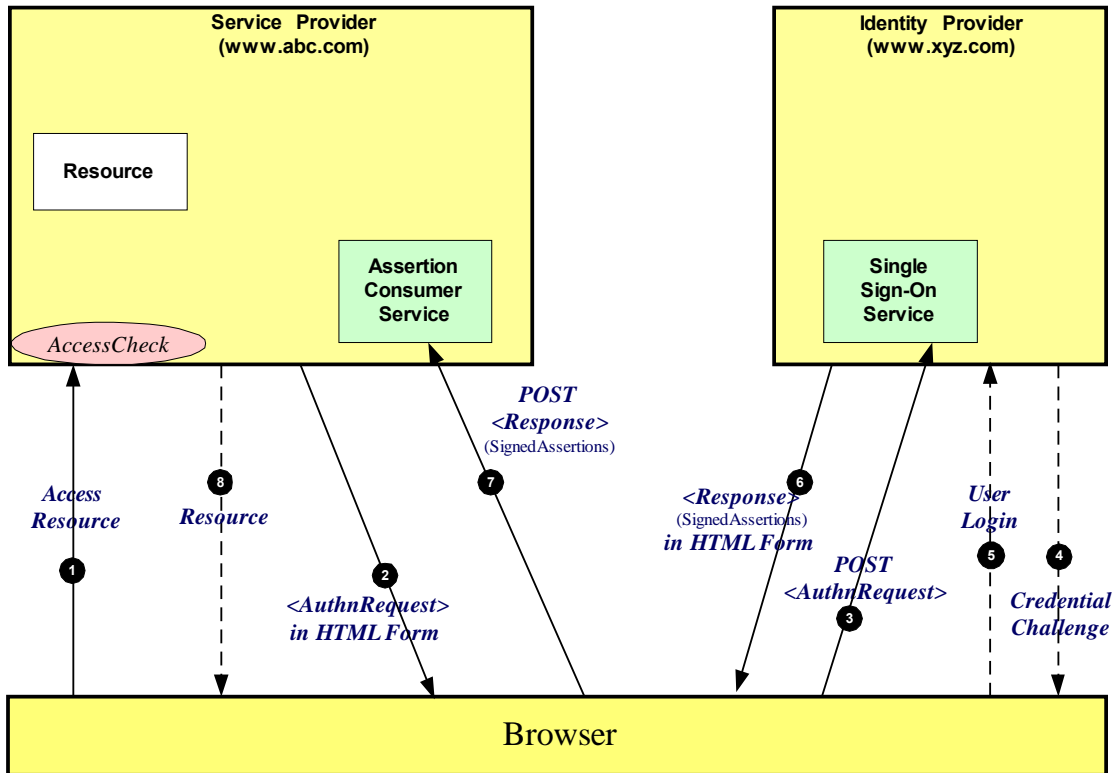 Service Provider
(www.abc.com)
Identity Provider
(www.xyz.com)
Resource
Assertion
Consumer
Service
Single
Sign-On
Service
AccessCheck
POST
<Response>
(SignedAssertions)
7
6
<Response>
(SignedAssertions)
in HTML Form
Access
Resource
1
8
Resource
2
<AuthnRequest>
in HTML Form
POST
<AuthnRequest>
3
User
Login
5
4
Credential
Challenge
Browser